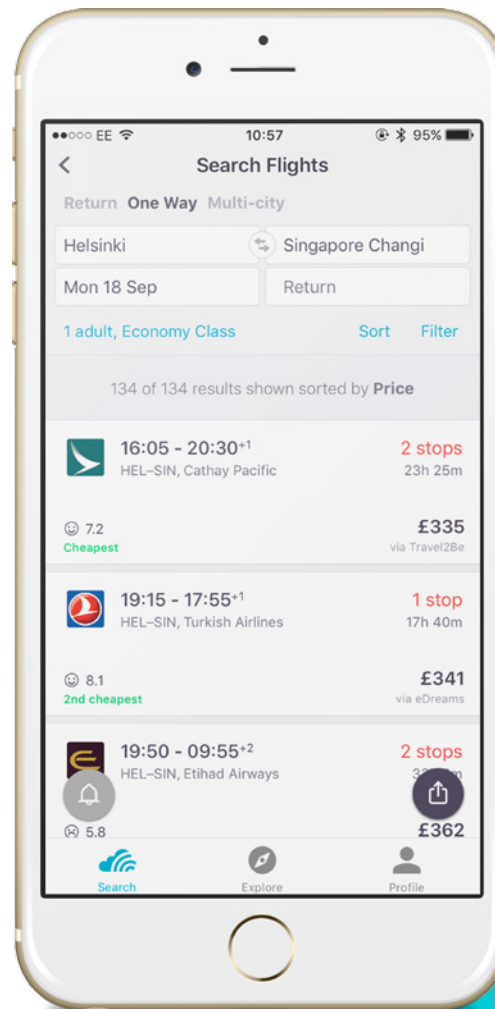 EE 10:57 95%
Search Flights
Return One Way Multi-city
Helsinki Singapore Changi
Mon 18 Sep Return
1 adult, Economy Class Sort Filter
134 of 134 results shown sorted by Price
16:05 - 20:30+1 2 stops
HEL–SIN, Cathay Pacific 23h 25m
7.2 £335
Cheapest via Travel2Be
19:15 - 17:55+1 1 stop
HEL–SIN, Turkish Airlines 17h 40m
8.1 £341
2nd cheapest via eDreams
19:50 - 09:55+2 2 stops
HEL–SIN, Etihad Airways
5.8 £362
Search Explore Profile